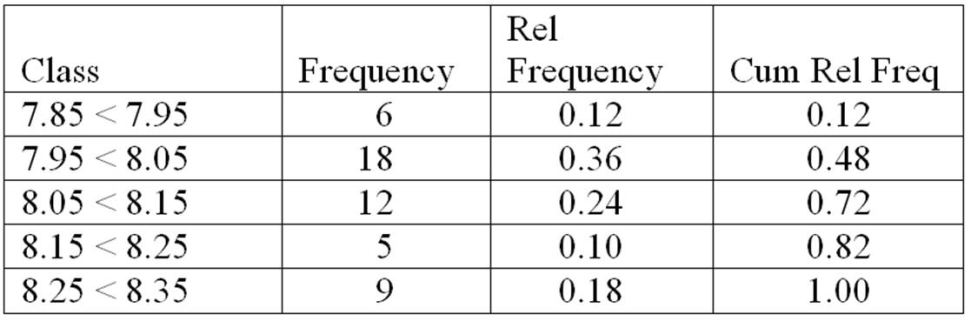 Class Frequency Rel Frequency Cum Rel Freq
7.85 < 7.95 6 0.12 0.12
7.95 < 8.05 18 0.36 0.48
8.05 < 8.15 12 0.24 0.72
8.15 < 8.25 5 0.10 0.82
8.25 < 8.35 9 0.18 1.00